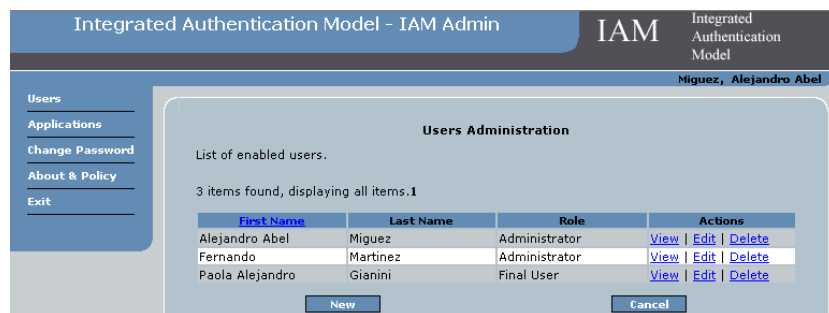 Integrated Authentication Model - IAM Admin
IAM
Integrated
Authentication
Model
Miguez, Alejandro Abel
Users
Applications
Change Password
About & Policy
Exit
Users Administration
List of enabled users.
3 items found, displaying all items.1
First Name Last Name Role Actions
Alejandro Abel Miguez Administrator View | Edit | Delete
Fernando Martinez Administrator View | Edit | Delete
Paola Alejandro Gianini Final User View | Edit | Delete
New Cancel